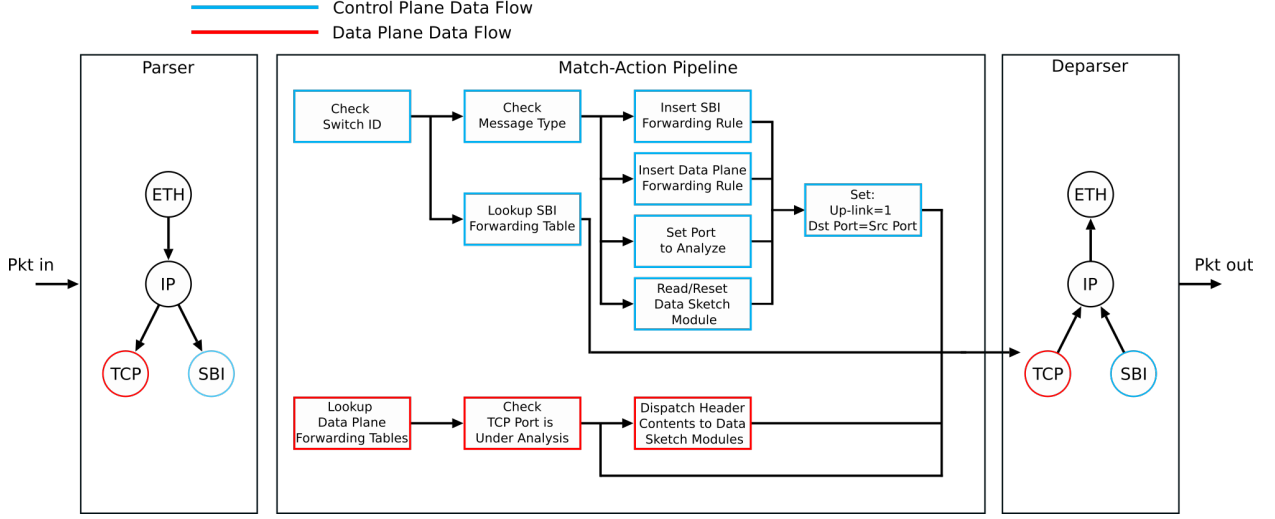 Control Plane Data Flow
Data Plane Data Flow
Parser
Match-Action Pipeline
Deparser
Pkt in
ETH
IP
TCP
SBI
Check
Switch ID
Check
Message Type
Lookup SBI
Forwarding Table
Insert SBI
Forwarding Rule
Insert Data Plane
Forwarding Rule
Set Port
to Analyze
Read/Reset
Data Sketch
Module
Set:
Up-link=1
Dst Port=Src Port
Lookup
Data Plane
Forwarding Tables
Check
TCP Port is
Under Analysis
Dispatch Header
Contents to Data
Sketch Modules
ETH
IP
TCP
SBI
Pkt out